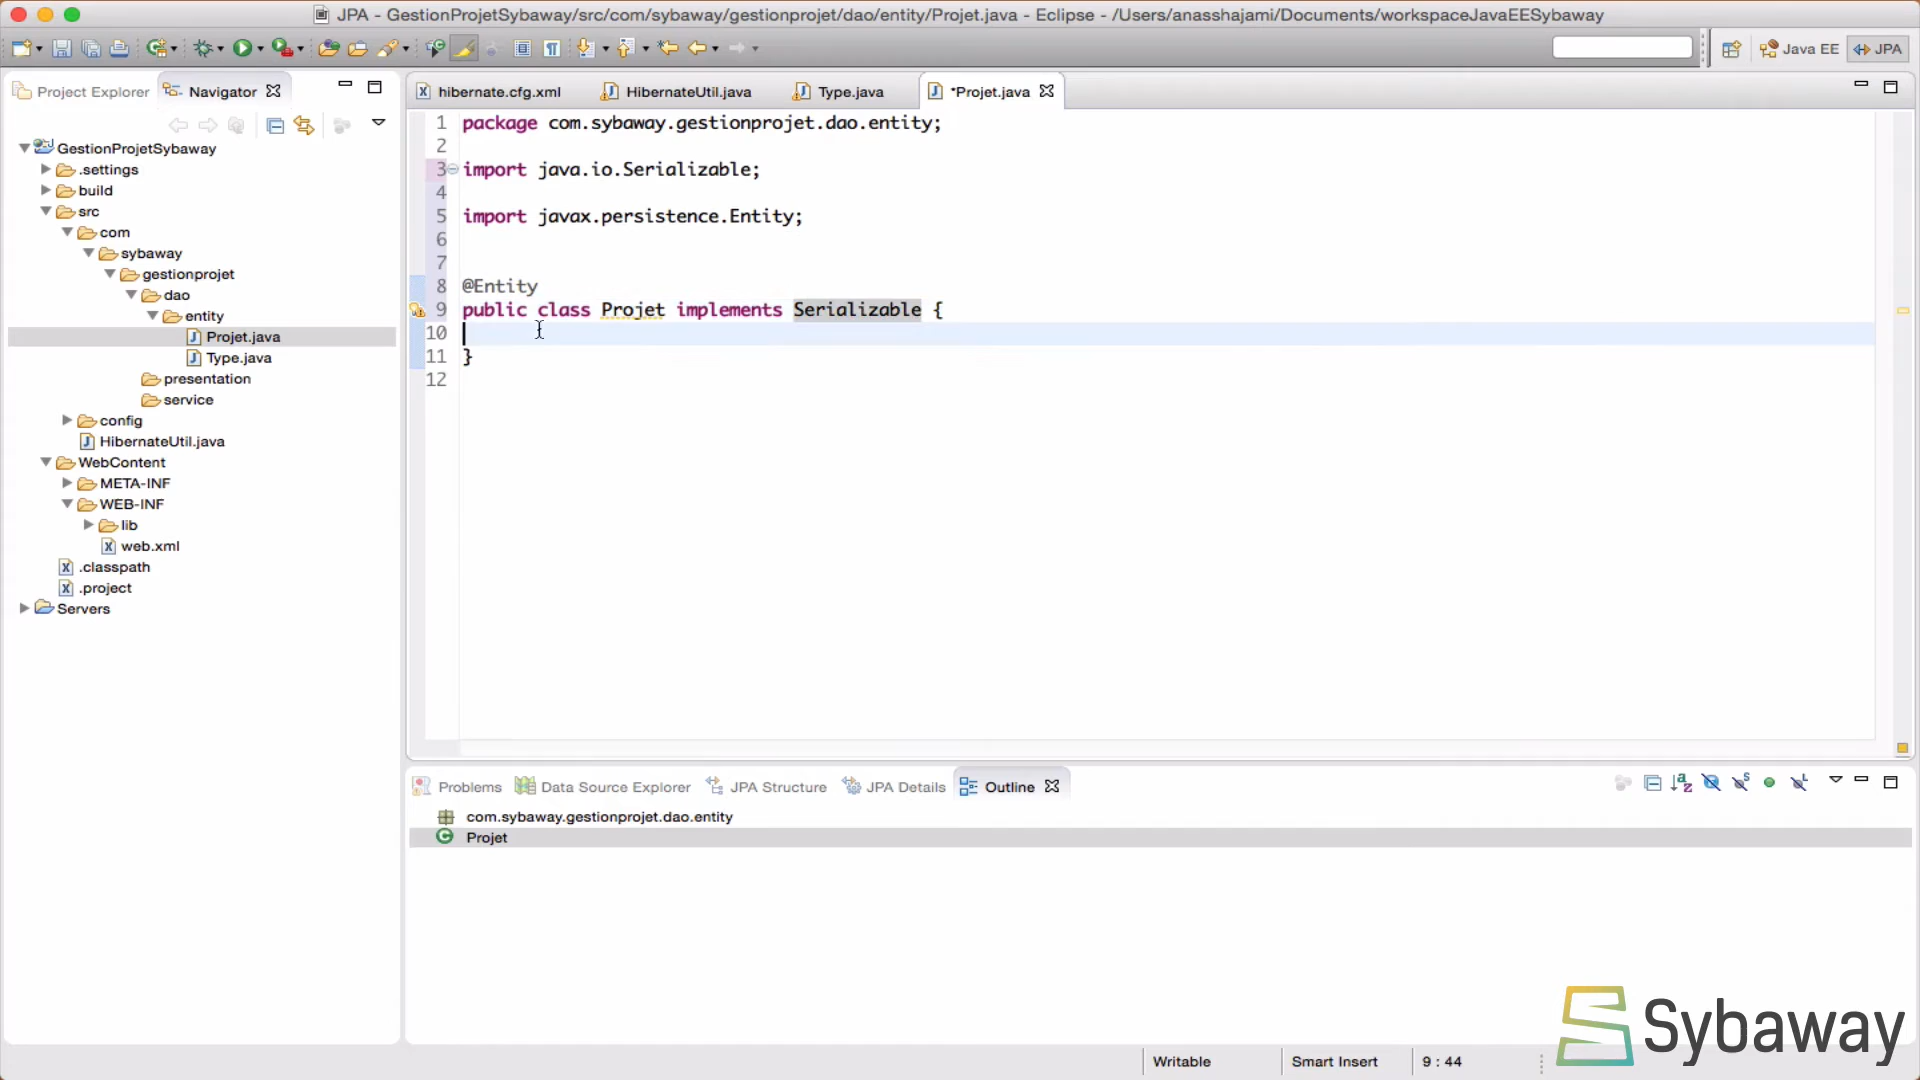 JPA - GestionProjetSybaway/src/com/sybaway/gestionprojet/dao/entity/Projet.java - Eclipse - /Users/anasshajami/Documents/workspaceJavaEESybaway
Java EE
JPA
Project Explorer
Navigator
hibernate.cfg.xml
HibernateUtil.java
Type.java
*Projet.java
GestionProjetSybaway
.settings
build
src
com
sybaway
gestionprojet
dao
entity
Projet.java
Type.java
presentation
service
config
HibernateUtil.java
WebContent
META-INF
WEB-INF
lib
web.xml
.classpath
.project
Servers
1 package com.sybaway.gestionprojet.dao.entity;
2
3 import java.io.Serializable;
4
5 import javax.persistence.Entity;
6
7
8 @Entity
9 public class Projet implements Serializable {
10
11 }
12
Problems
Data Source Explorer
JPA Structure
JPA Details
Outline
com.sybaway.gestionprojet.dao.entity
Projet
Writable
Smart Insert
9 : 44
Sybaway